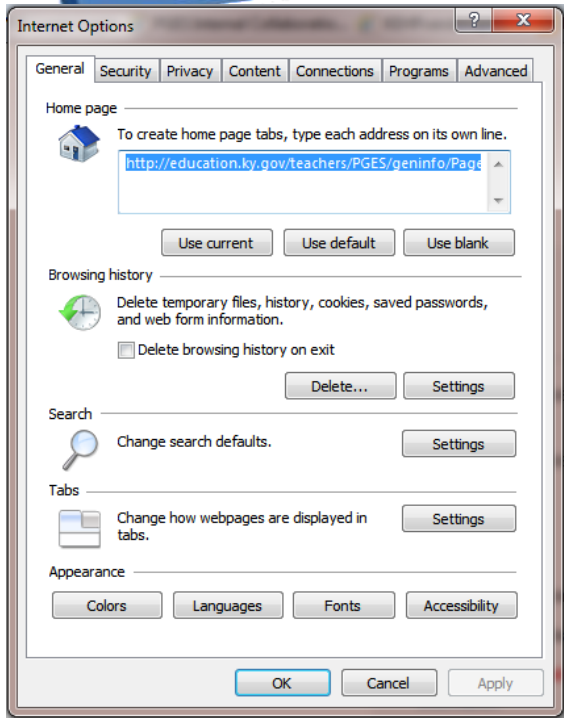 Internet Options
General Security Privacy Content Connections Programs Advanced
Home page
To create home page tabs, type each address on its own line.
http://education.ky.gov/teachers/PGES/geninfo/Page
Use current Use default Use blank
Browsing history
Delete temporary files, history, cookies, saved passwords,
and web form information.
Delete browsing history on exit
Delete... Settings
Search
Change search defaults. Settings
Tabs
Change how webpages are displayed in
tabs.
Settings
Appearance
Colors Languages Fonts Accessibility
OK Cancel Apply